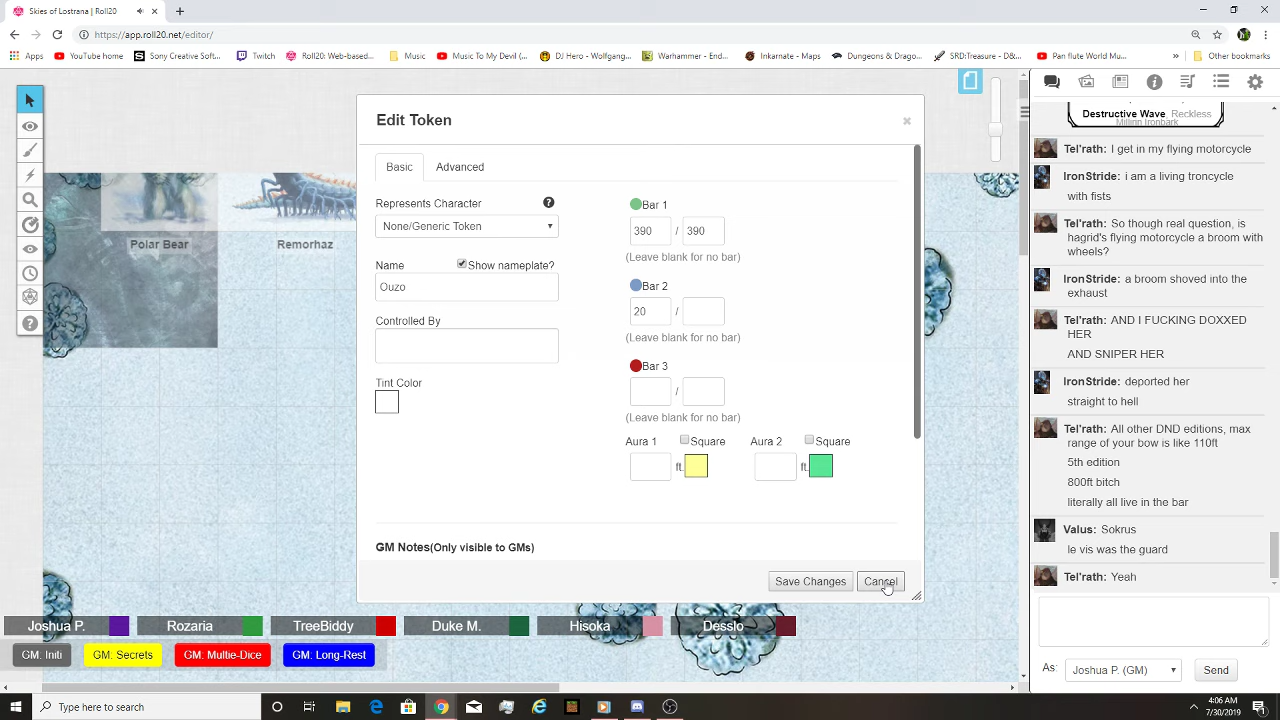 Skies of Lostrana | Roll20
https://app.roll20.net/editor/
Apps
YouTube home
Sony Creative Soft...
Twitch
Roll20: Web-based...
Music
Music To My Devil (...
DJ Hero - Wolfgang...
Warhammer - End...
Inkarnate - Maps
Dungeons & Drago...
SRD:Treasure - D&...
Pan flute World Mu...
»
Other bookmarks
Polar Bear
Remorhaz
Edit Token
Basic
Advanced
Represents Character
None/Generic Token
Name
Show nameplate?
Ouzo
Controlled By
Tint Color
Bar 1
390 / 390
(Leave blank for no bar)
Bar 2
20 /
(Leave blank for no bar)
Bar 3
/
(Leave blank for no bar)
Aura 1
Square
Aura 2
Square
ft.
ft.
GM Notes(Only visible to GMs)
Save Changes
Cancel
Joshua P.
Rozaria
TreeBiddy
Duke M.
Hisoka
Desslo
GM: Initi
GM: Secrets
GM: Multie-Dice
GM: Long-Rest
Destructive Wave Reckless
Millirin Ironbark
Tel'rath: I get in my flying motorcycle
IronStride: i am a living troncycle
with fists
Tel'rath: So though real question, is
hagrid's flying motorcycle a broom with
wheels?
IronStride: a broom shoved into the
exhaust
Tel'rath: AND I FUCKING DOXXED
HER
AND SNIPER HER
IronStride: deported her
straight to hell
Tel'rath: All other DND editions, max
range of your bow is like 110ft
5th edition
800ft bitch
literally all live in the bar
Valus: Sokrus
le vis was the guard
Tel'rath: Yeah
As:
Joshua P. (GM)
Send
Type here to search
4:06 AM
7/30/2019